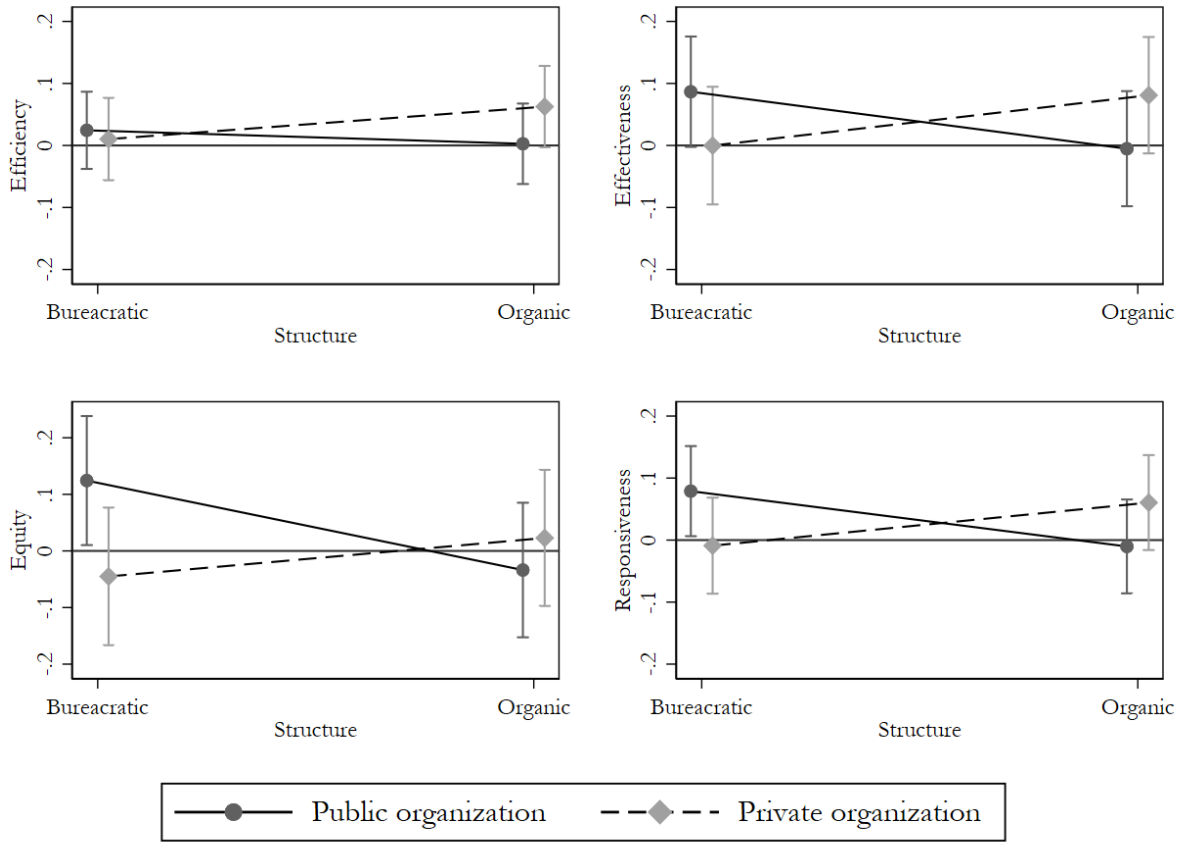 .2
.1
0
-.1
-.2
Efficiency
Bureacratic
Organic
Structure
.2
.1
0
-.1
-.2
Effectiveness
Bureacratic
Organic
Structure
.2
.1
0
-.1
-.2
Equity
Bureacratic
Organic
Structure
.2
.1
0
-.1
-.2
Responsiveness
Bureacratic
Organic
Structure
Public organization
Private organization